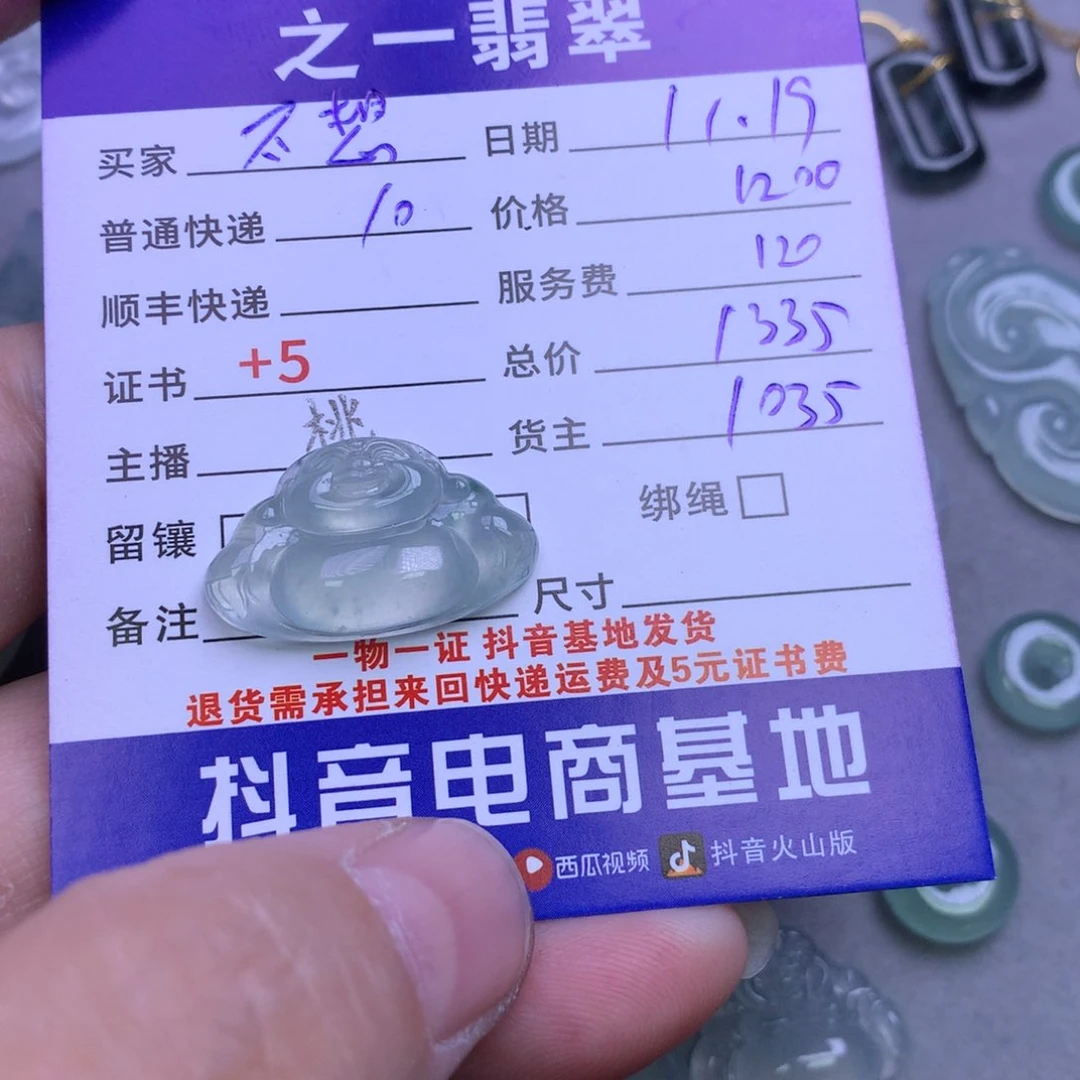 之一翡翠
买家 不想 日期 11.19
普通快递 10 价格 1200
顺丰快递 服务费 120
证书 +5 总价 1335
主播 桃 货主 1035
留镶 绑绳
备注 尺寸
一物一证 抖音基地发货
退货需承担来回快递运费及5元证书费
抖音电商基地
西瓜视频 抖音火山版